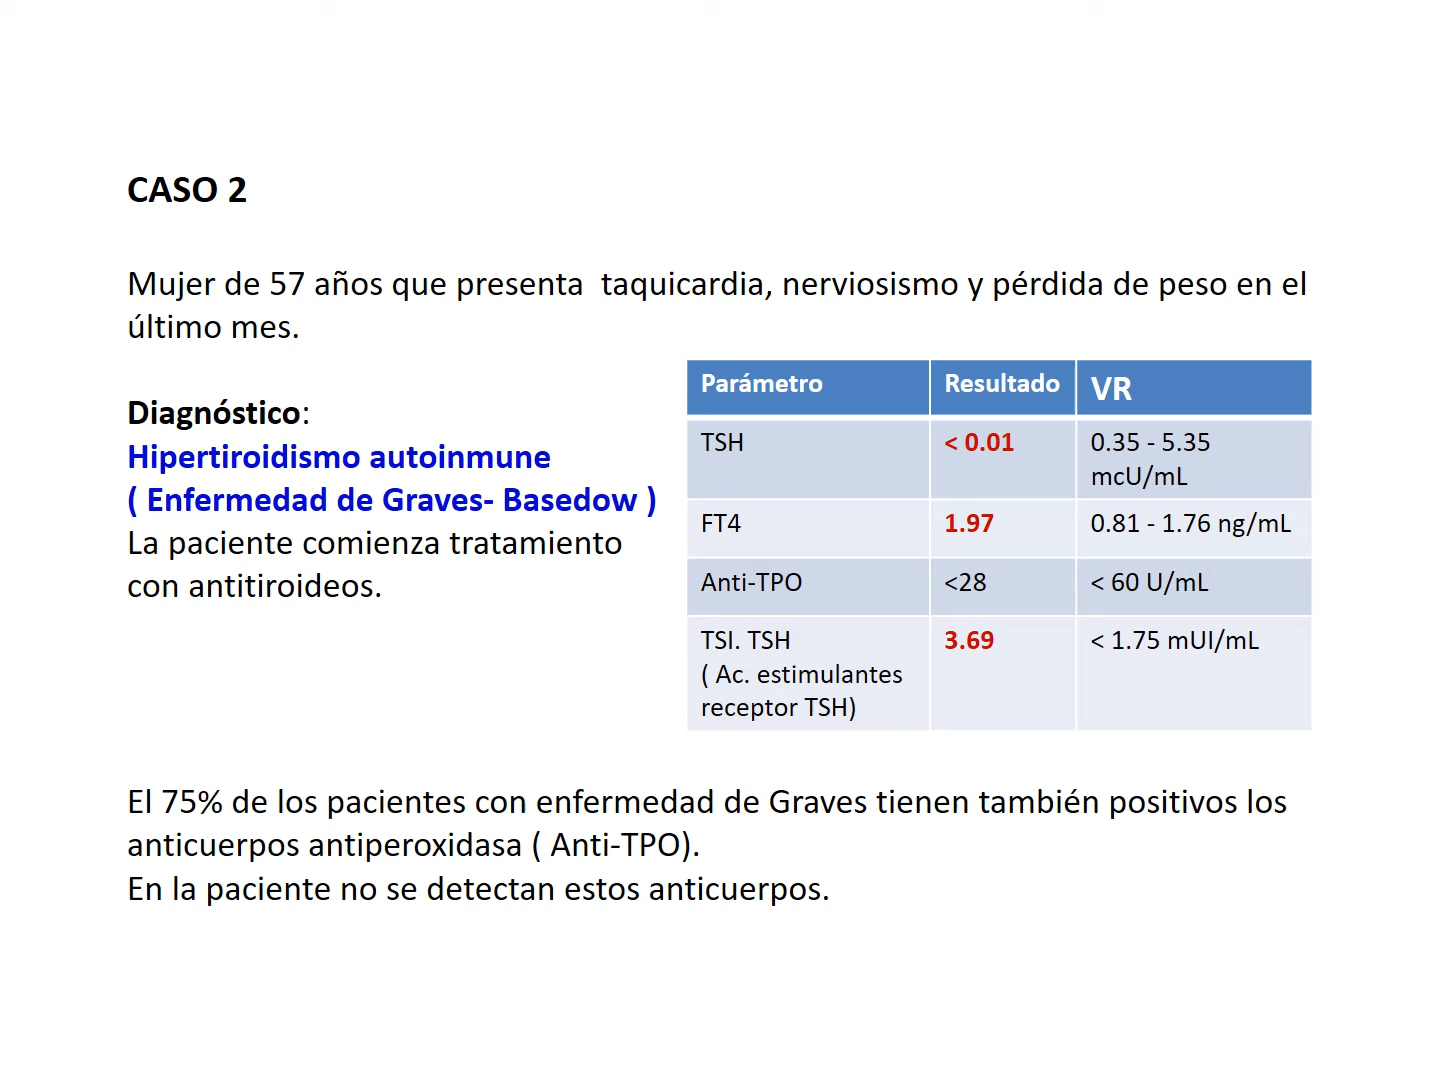 CASO 2
Mujer de 57 años que presenta  taquicardia, nerviosismo y pérdida de peso en el
último mes.
Diagnóstico:
Hipertiroidismo autoinmune
( Enfermedad de Graves- Basedow )
La paciente comienza tratamiento
con antitiroideos.
Parámetro Resultado VR
TSH < 0.01 0.35 - 5.35
mcU/mL
FT4 1.97 0.81 - 1.76 ng/mL
Anti-TPO <28 < 60 U/mL
TSI. TSH 3.69 < 1.75 mUI/mL
( Ac. estimulantes
receptor TSH)
El 75% de los pacientes con enfermedad de Graves tienen también positivos los
anticuerpos antiperoxidasa ( Anti-TPO).
En la paciente no se detectan estos anticuerpos.